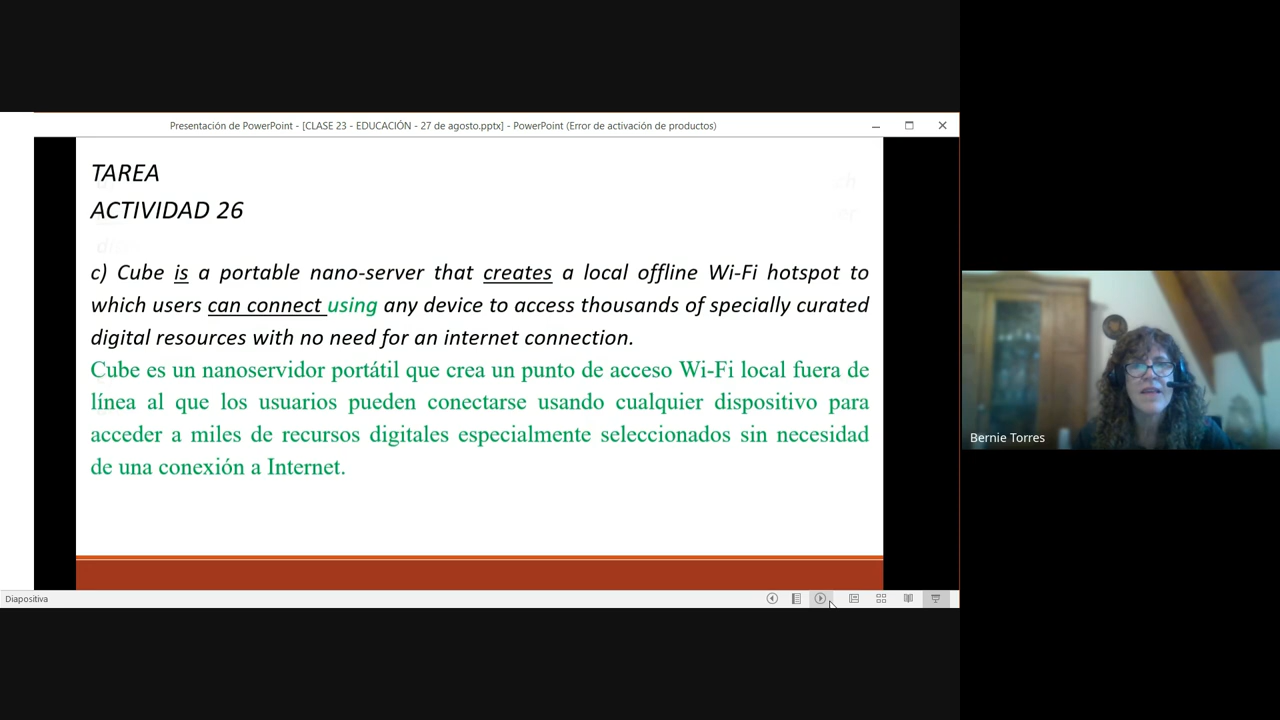 Presentación de PowerPoint - [CLASE 23 - EDUCACIÓN - 27 de agosto.pptx] - PowerPoint (Error de activación de productos)
TAREA
ACTIVIDAD 26
c) Cube is a portable nano-server that creates a local offline Wi-Fi hotspot to
which users can connect using any device to access thousands of specially curated
digital resources with no need for an internet connection.
Cube es un nanoservidor portátil que crea un punto de acceso Wi-Fi local fuera de
línea al que los usuarios pueden conectarse usando cualquier dispositivo para
acceder a miles de recursos digitales especialmente seleccionados sin necesidad
de una conexión a Internet.
Bernie Torres
Diapositiva